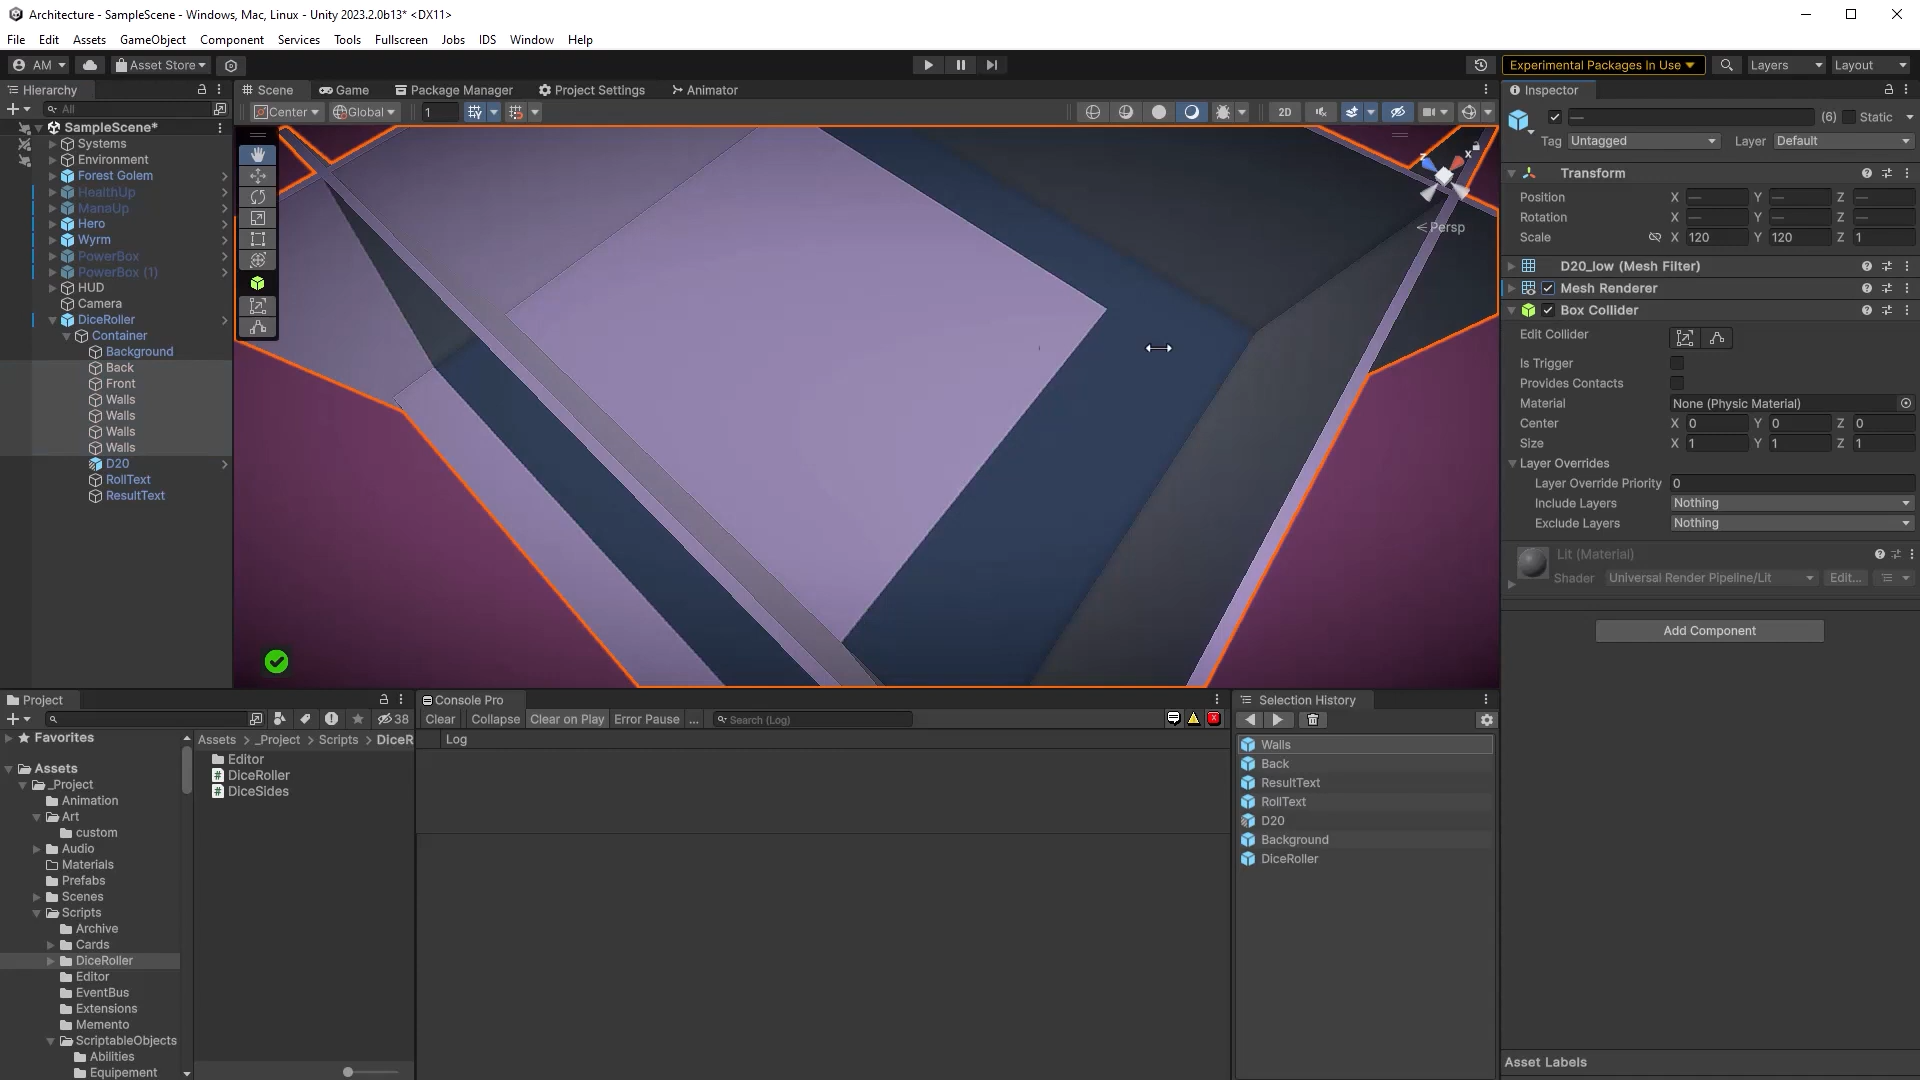 Architecture - SampleScene - Windows, Mac, Linux - Unity 2023.2.0b13* <DX11>
File Edit Assets GameObject Component Services Tools Fullscreen Jobs IDS Window Help
AM Asset Store Experimental Packages In Use Layers Layout
Hierarchy Scene Game Package Manager Project Settings Animator Inspector
All Center Global 1 2D
SampleScene*
Systems
Environment
Forest Golem
HealthUp
ManaUp
Hero
Wyrm
PowerBox
PowerBox (1)
HUD
Camera
DiceRoller
Container
Background
Back
Front
Walls
Walls
Walls
Walls
D20
RollText
ResultText
z x
Persp
— (6) Static
Tag Untagged Layer Default
Transform
Position X — Y — Z —
Rotation X — Y — Z —
Scale X 120 Y 120 Z 1
D20_low (Mesh Filter)
Mesh Renderer
Box Collider
Edit Collider
Is Trigger
Provides Contacts
Material None (Physic Material)
Center X 0 Y 0 Z 0
Size X 1 Y 1 Z 1
Layer Overrides
Layer Override Priority 0
Include Layers Nothing
Exclude Layers Nothing
Lit (Material)
Shader Universal Render Pipeline/Lit Edit...
Add Component
Asset Labels
Project
38
Favorites
Assets
_Project
Animation
Art
custom
Audio
Materials
Prefabs
Scenes
Scripts
Archive
Cards
DiceRoller
Editor
EventBus
Extensions
Memento
ScriptableObjects
Abilities
Equipement
Assets > _Project > Scripts > DiceR
Editor
DiceRoller
DiceSides
Console Pro
Clear Collapse Clear on Play Error Pause ... Search (Log)
Log
Selection History
Walls
Back
ResultText
RollText
D20
Background
DiceRoller